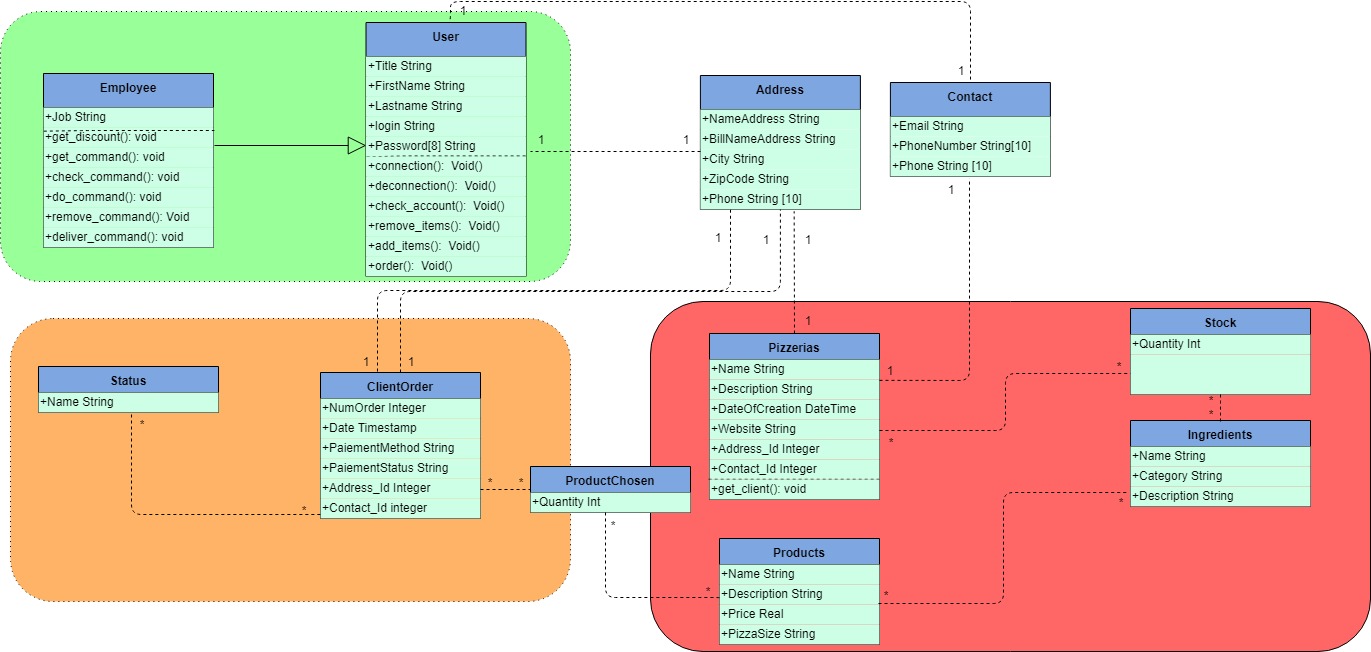 1
User
+Title String
+FirstName String
+Lastname String
+login String
+Password[8] String
+connection(): Void()
+deconnection(): Void()
+check_account(): Void()
+remove_items(): Void()
+add_items(): Void()
+order(): Void()
Employee
+Job String
+get_discount(): void
+get_command(): void
+check_command(): void
+do_command(): void
+remove_command(): Void
+deliver_command(): void
1
1
Address
+NameAddress String
+BillNameAddress String
+City String
+ZipCode String
+Phone String [10]
1
Contact
+Email String
+PhoneNumber String[10]
+Phone String [10]
1
1
1
1
1
1
1
Status
+Name String
*
*
ClientOrder
+NumOrder Integer
+Date Timestamp
+PaiementMethod String
+PaiementStatus String
+Address_Id Integer
+Contact_Id integer
*
*
ProductChosen
+Quantity Int
*
*
Pizzerias
+Name String
+Description String
+DateOfCreation DateTime
+Website String
+Address_Id Integer
+Contact_Id Integer
+get_client(): void
1
*
*
Stock
+Quantity Int
*
*
Ingredients
+Name String
+Category String
+Description String
*
Products
+Name String
+Description String
+Price Real
+PizzaSize String
*